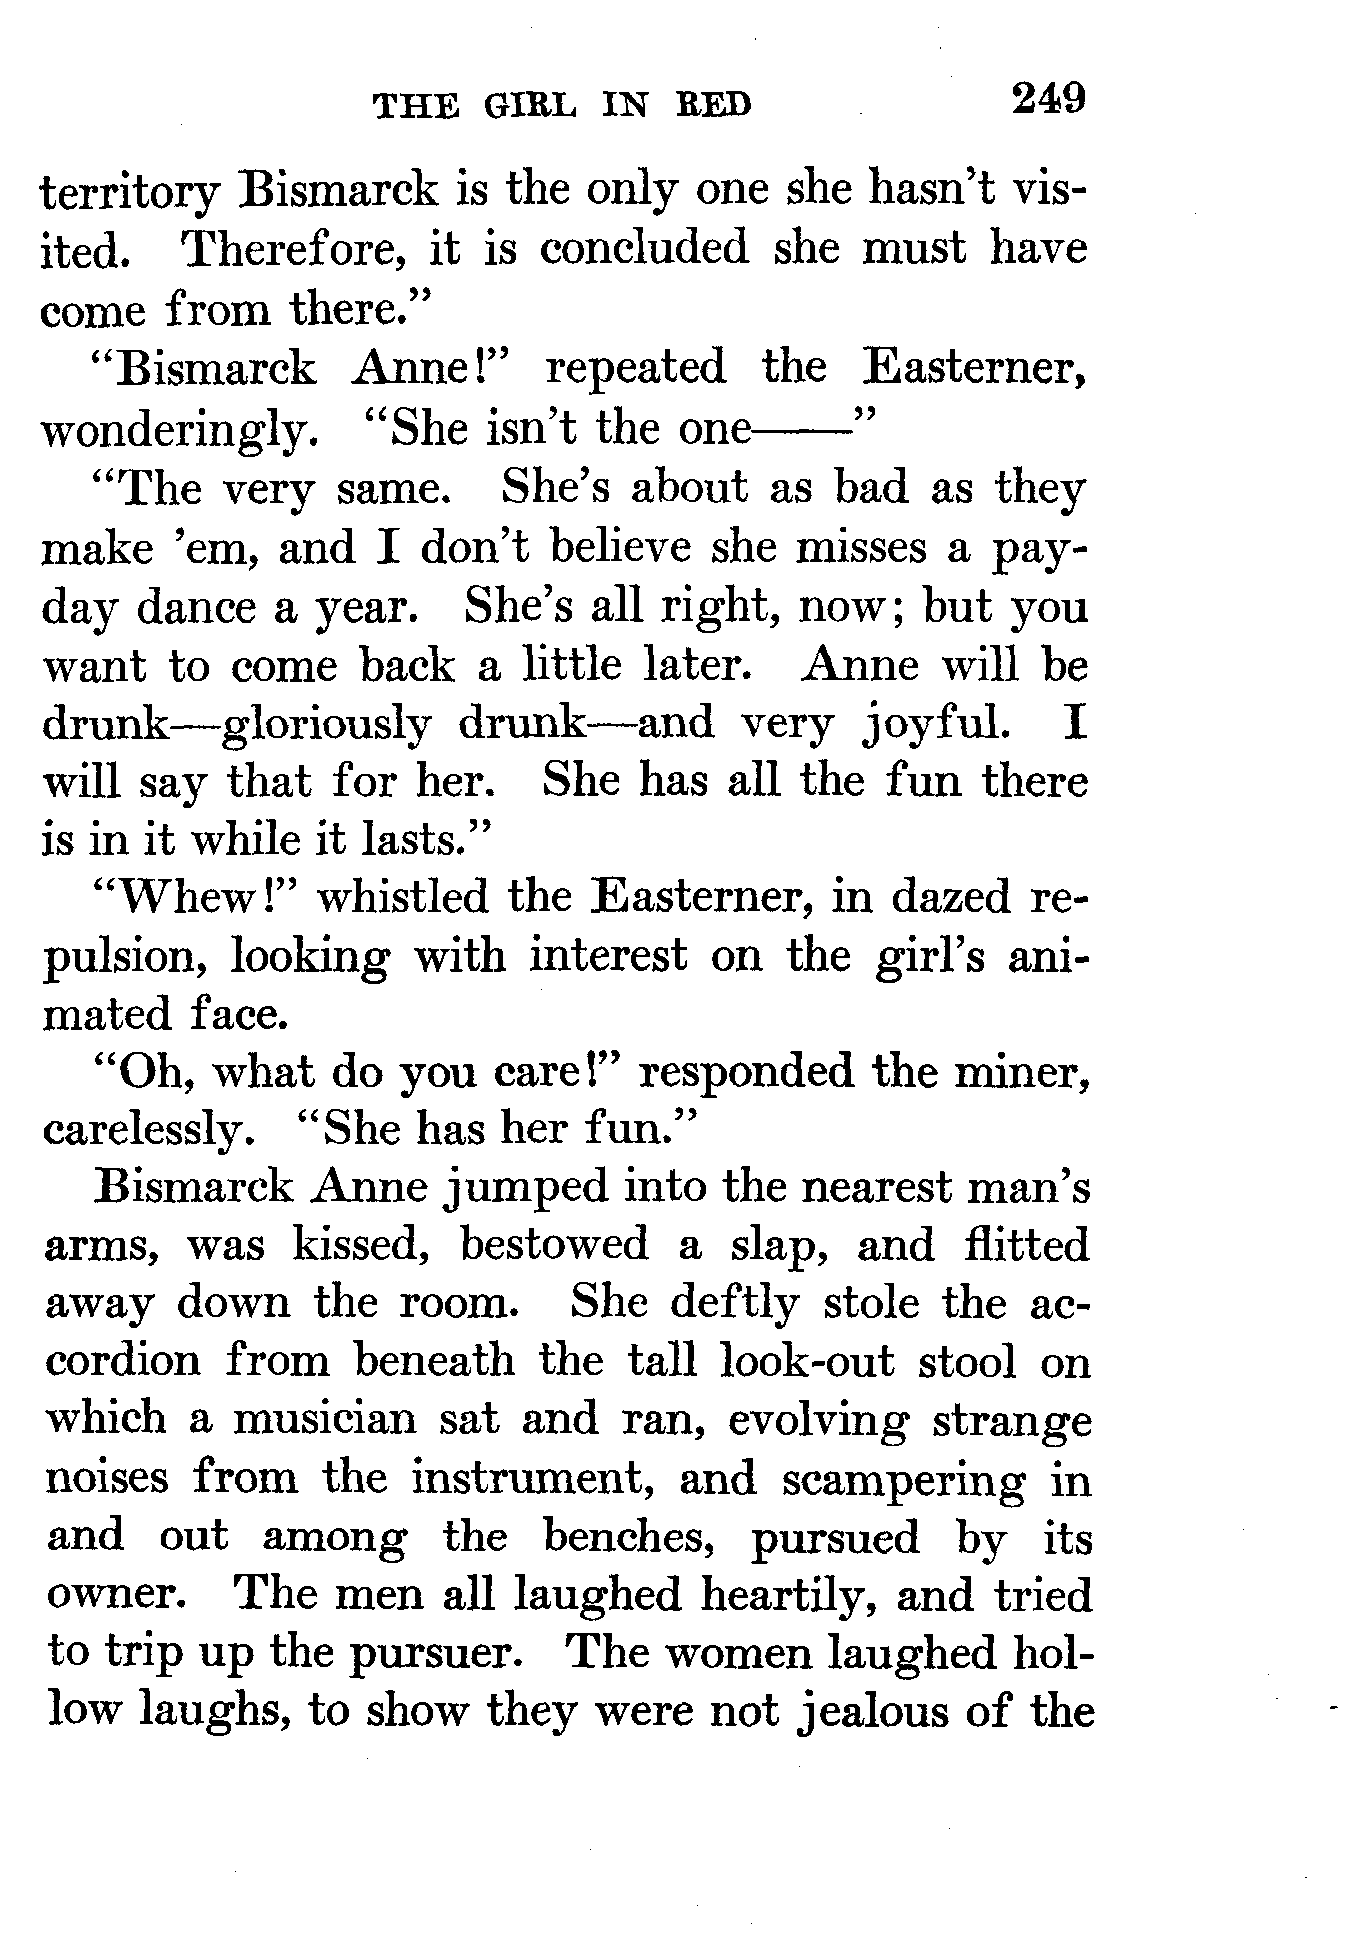 THE GIRL IN RED 249
territory Bismarck is the only one she hasn't vis-
ited. Therefore, it is concluded she must have
come from there."
"Bismarck Anne!" repeated the Easterner,
wonderingly. "She isn't the one——"
"The very same. She's about as bad as they
make 'em, and I don't believe she misses a pay-
day dance a year. She's all right, now; but you
want to come back a little later. Anne will be
drunk—gloriously drunk—and very joyful. I
will say that for her. She has all the fun there
is in it while it lasts."
"Whew!" whistled the Easterner, in dazed re-
pulsion, looking with interest on the girl's ani-
mated face.
"Oh, what do you care!" responded the miner,
carelessly. "She has her fun."
Bismarck Anne jumped into the nearest man's
arms, was kissed, bestowed a slap, and flitted
away down the room. She deftly stole the ac-
cordion from beneath the tall look-out stool on
which a musician sat and ran, evolving strange
noises from the instrument, and scampering in
and out among the benches, pursued by its
owner. The men all laughed heartily, and tried
to trip up the pursuer. The women laughed hol-
low laughs, to show they were not jealous of the